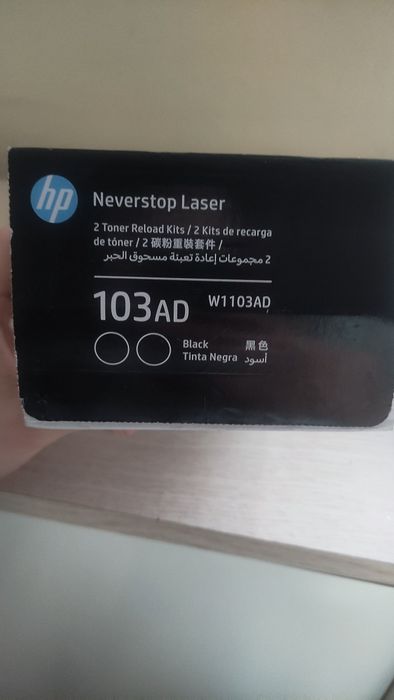 hp
Neverstop Laser
2 Toner Reload Kits / 2 Kits de recarga
de tóner / 2 碳粉重裝套件 /
2 مجموعات إعادة تعبئة مسحوق الحبر
103AD W1103AD
Black 黑色
Tinta Negra أسود